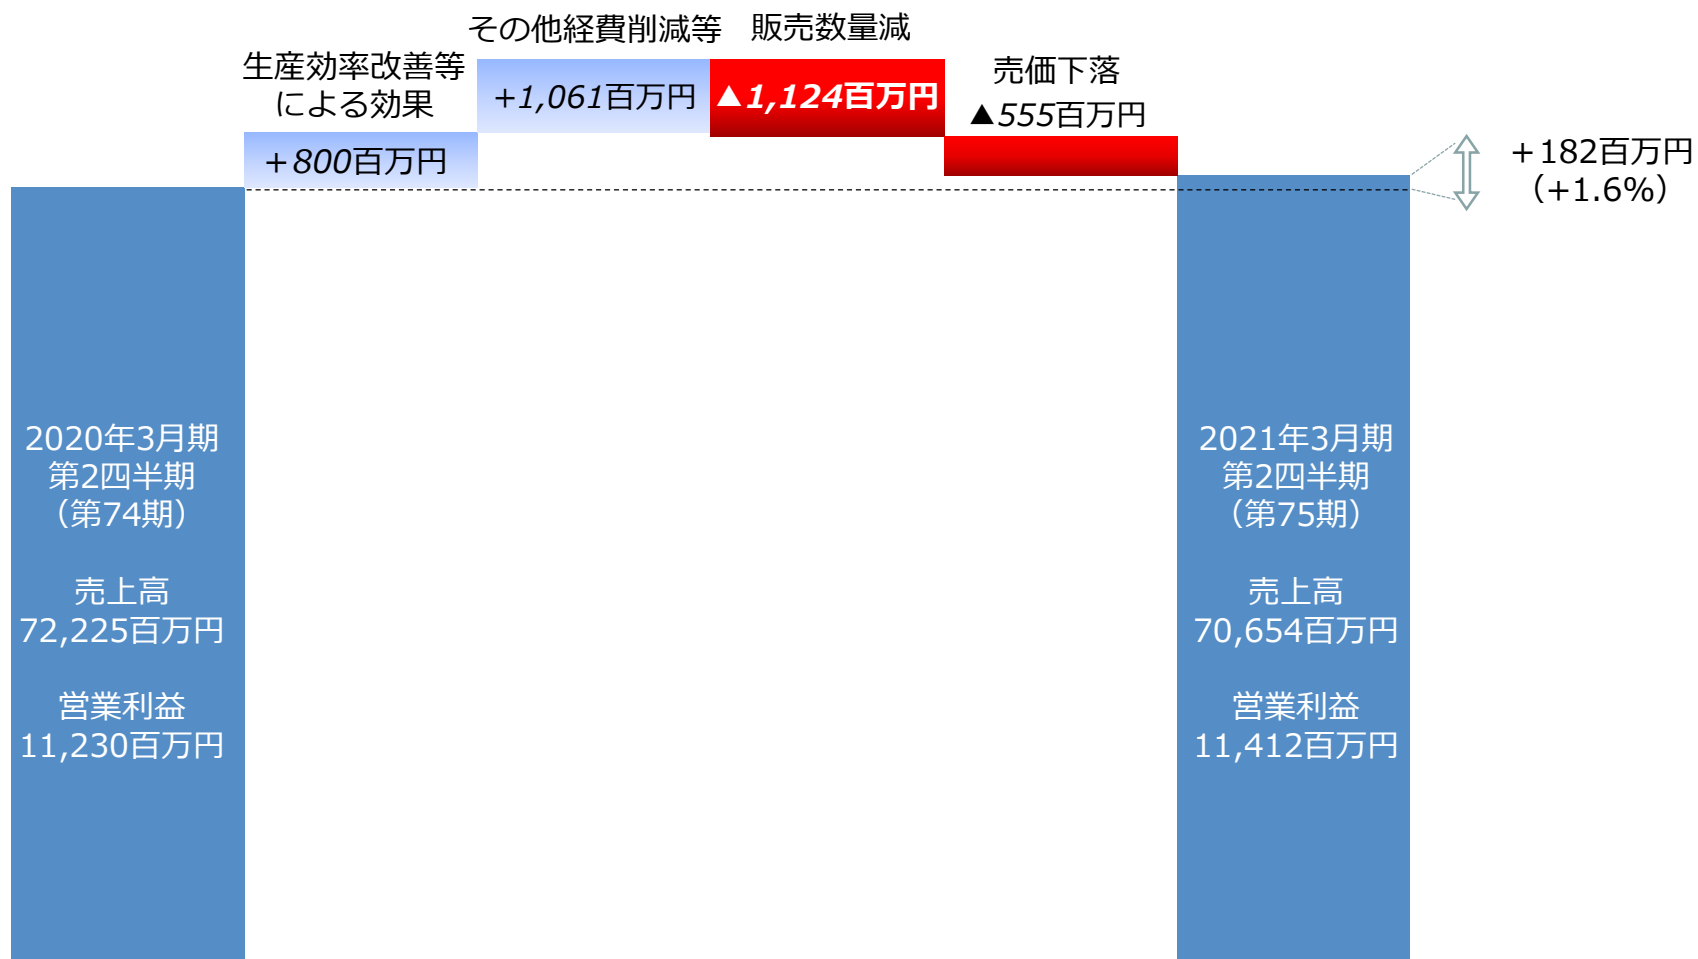 2020年3月期
第2四半期
（第74期）
売上高
72,225百万円
営業利益
11,230百万円
生産効率改善等
による効果
＋800百万円
その他経費削減等
+1,061百万円
販売数量減
▲1,124百万円
売価下落
▲555百万円
2021年3月期
第2四半期
（第75期）
売上高
70,654百万円
営業利益
11,412百万円
＋182百万円
（+1.6%）